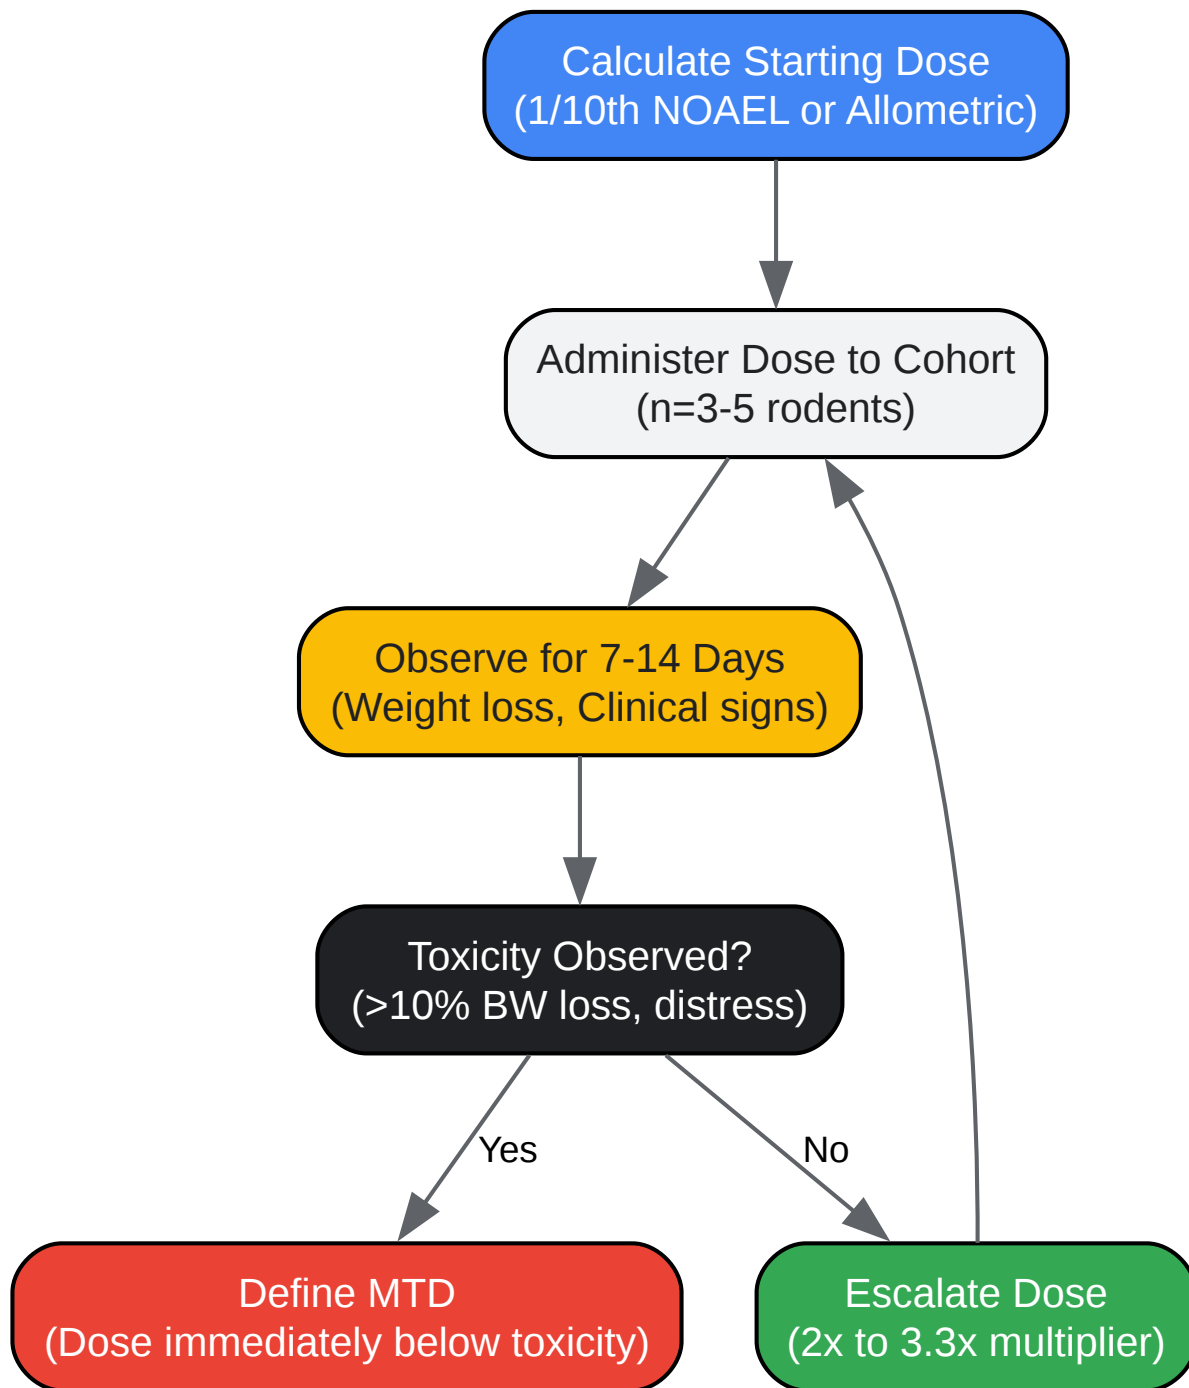 Calculate Starting Dose
(1/10th NOAEL or Allometric)
Administer Dose to Cohort
(n=3-5 rodents)
Observe for 7-14 Days
(Weight loss, Clinical signs)
Toxicity Observed?
(>10% BW loss, distress)
Yes
No
Define MTD
(Dose immediately below toxicity)
Escalate Dose
(2x to 3.3x multiplier)